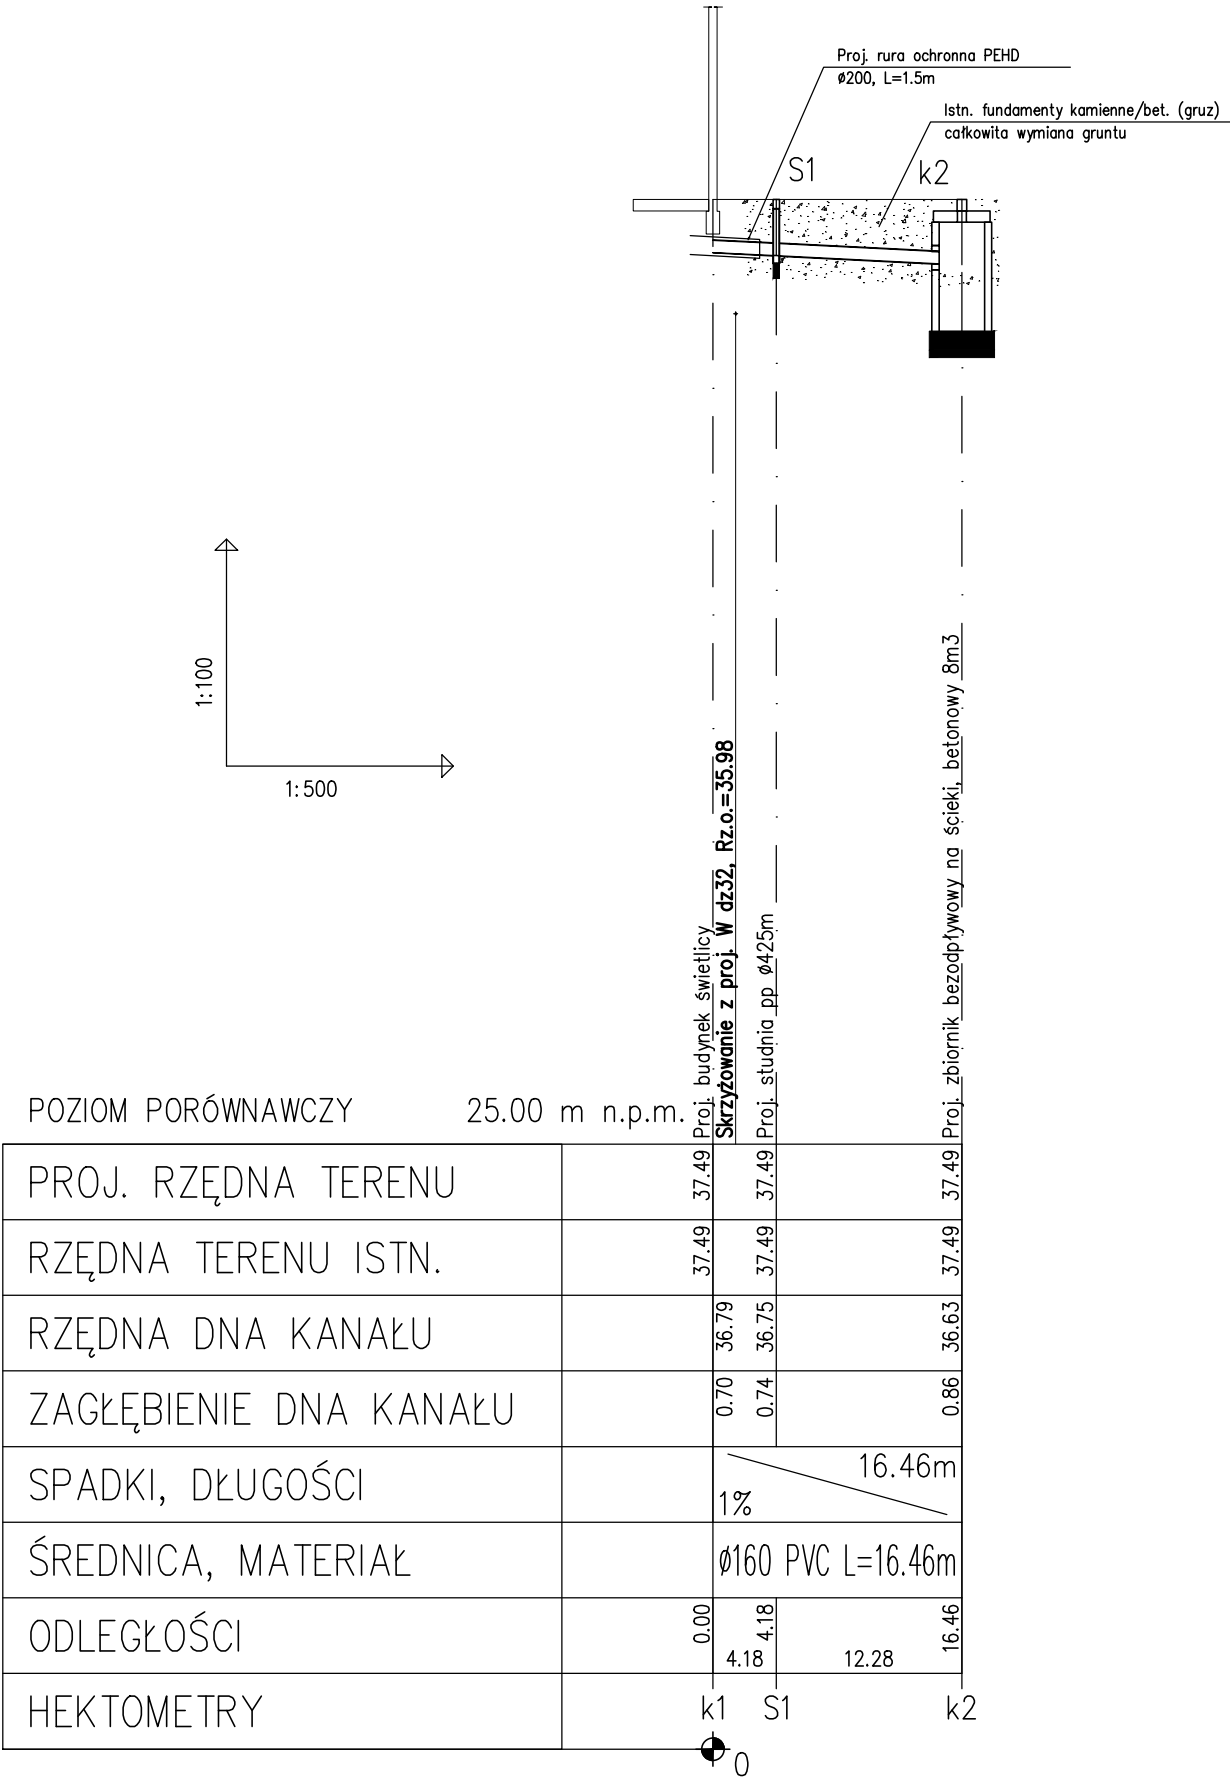 Proj. rura ochronna PEHD
ø200, L=1.5m
Istn. fundamenty kamienne/bet. (gruz)
całkowita wymiana gruntu
S1
k2
1:100
1:500
Proj. budynek świetlicy
Skrzyżowanie z proj. W dz32, Rz.o.=35.98
Proj. studnia pp ø425m
Proj. zbiornik bezodpływowy na ścieki, betonowy 8m3
POZIOM PORÓWNAWCZY 25.00 m n.p.m.
PROJ. RZĘDNA TERENU 37.49 37.49 37.49
RZĘDNA TERENU ISTN. 37.49 37.49 37.49
RZĘDNA DNA KANAŁU 36.79 36.75 36.63
ZAGŁĘBIENIE DNA KANAŁU 0.70 0.74 0.86
SPADKI, DŁUGOŚCI 1% 16.46m
ŚREDNICA, MATERIAŁ ø160 PVC L=16.46m
ODLEGŁOŚCI 0.00 4.18 4.18 12.28 16.46
HEKTOMETRY k1 S1 k2
0